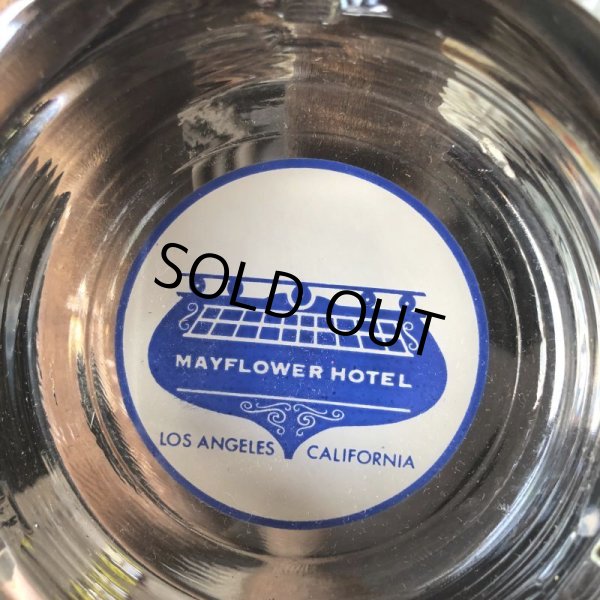 SOLD OUT
MAYFLOWER HOTEL
LOS ANGELES CALIFORNIA